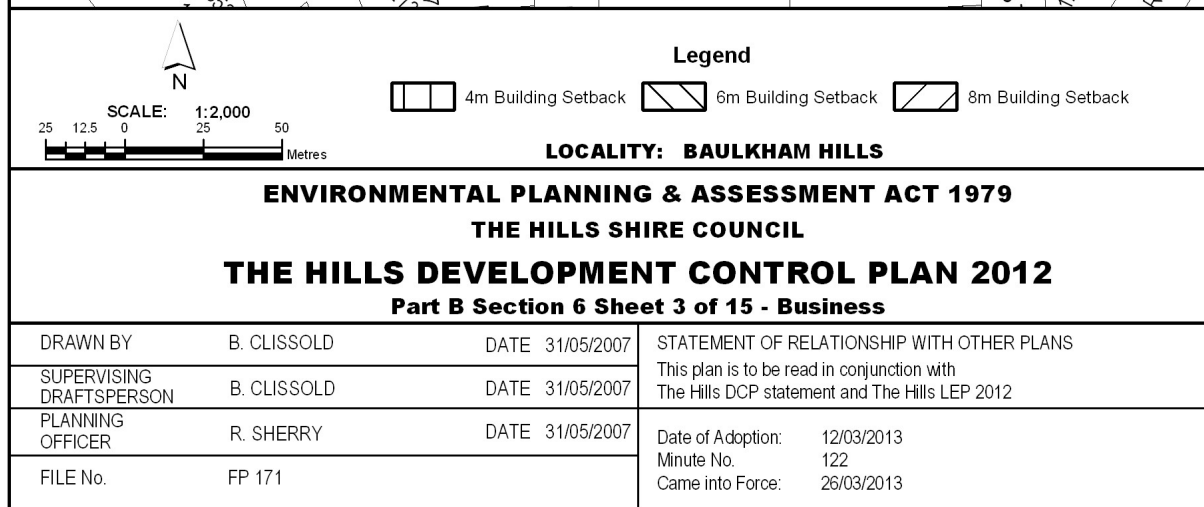 N
SCALE: 1:2,000
25 12.5 0 25 50
Metres
Legend
4m Building Setback 6m Building Setback 8m Building Setback
LOCALITY: BAULKHAM HILLS
ENVIRONMENTAL PLANNING & ASSESSMENT ACT 1979
THE HILLS SHIRE COUNCIL
THE HILLS DEVELOPMENT CONTROL PLAN 2012
Part B Section 6 Sheet 3 of 15 - Business
DRAWN BY B. CLISSOLD DATE 31/05/2007
SUPERVISING
DRAFTSPERSON B. CLISSOLD DATE 31/05/2007
PLANNING
OFFICER R. SHERRY DATE 31/05/2007
FILE No. FP 171
STATEMENT OF RELATIONSHIP WITH OTHER PLANS
This plan is to be read in conjunction with
The Hills DCP statement and The Hills LEP 2012
Date of Adoption: 12/03/2013
Minute No. 122
Came into Force: 26/03/2013